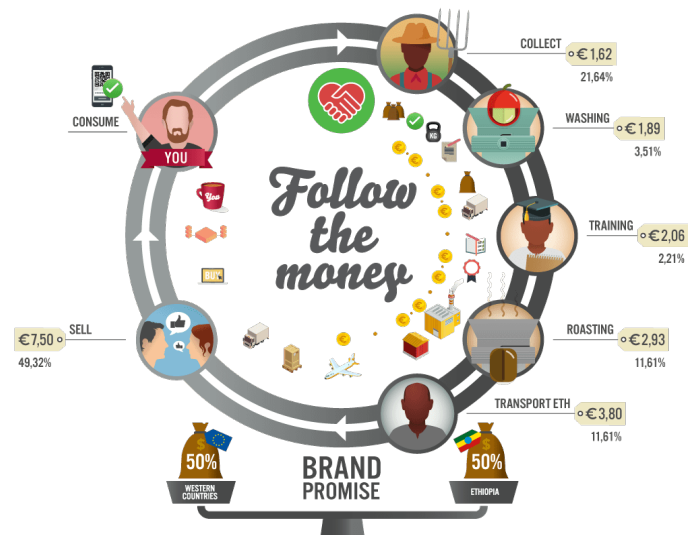 COLLECT
€1,62
21,64%
WASHING
€1,89
3,51%
TRAINING
€2,06
2,21%
ROASTING
€2,93
11,61%
TRANSPORT ETH
€3,80
11,61%
SELL
€7,50
49,32%
CONSUME
YOU
Follow
the
money
KG
You
BUY
BRAND
PROMISE
$
50%
WESTERN
COUNTRIES
$
50%
ETHIOPIA